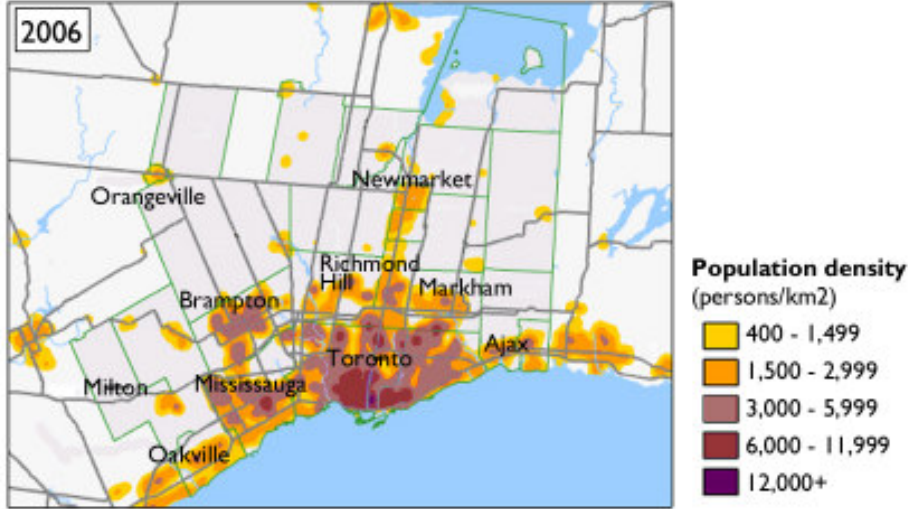 2006
Orangeville
Newmarket
Richmond
Hill
Markham
Brampton
Toronto
Ajax
Milton
Mississauga
Oakville
Population density
(persons/km2)
400 - 1,499
1,500 - 2,999
3,000 - 5,999
6,000 - 11,999
12,000+